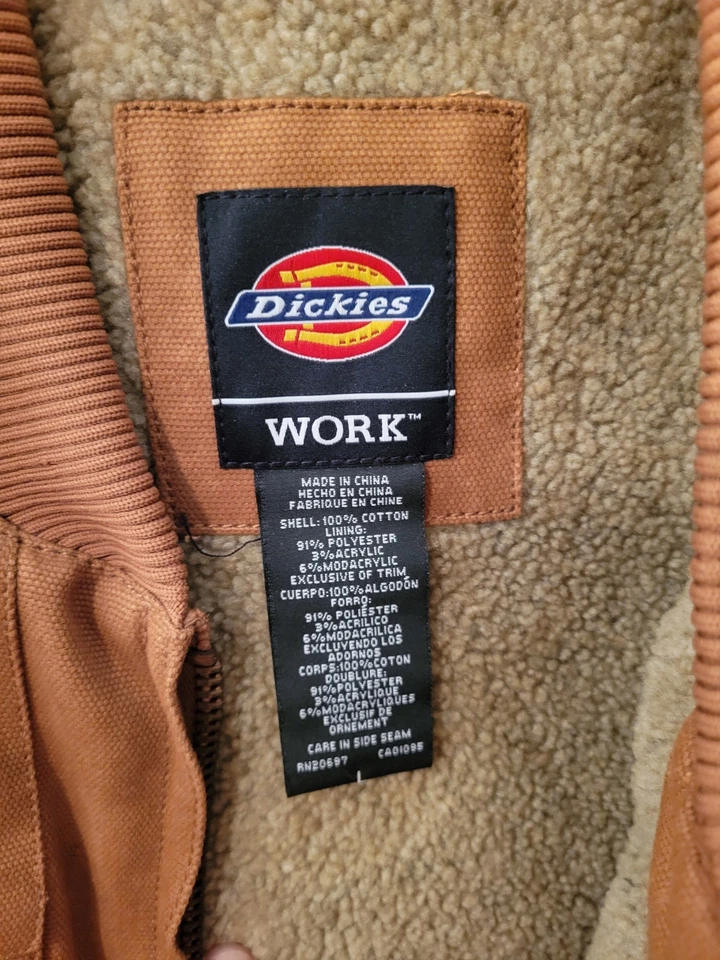 Dickies
WORK™
MADE IN CHINA
HECHO EN CHINA
FABRIQUE EN CHINE
SHELL: 100% COTTON
LINING:
91% POLYESTER
3%ACRYLIC
6%MODACRYLIC
EXCLUSIVE OF TRIM
CUERPO:100%ALGODÓN
FORRO:
91% POLIÉSTER
3%ACRILICO
6%MODACRILICA
EXCLUYENDO LOS
ADORNOS
CORPS:100%COTON
DOUBLURE:
91%POLYESTER
3%ACRYLIQUE
6%MODACRYLIQUES
EXCLUSIF DE
ORNEMENT
CARE IN SIDE SEAM
RN20697 CA01095